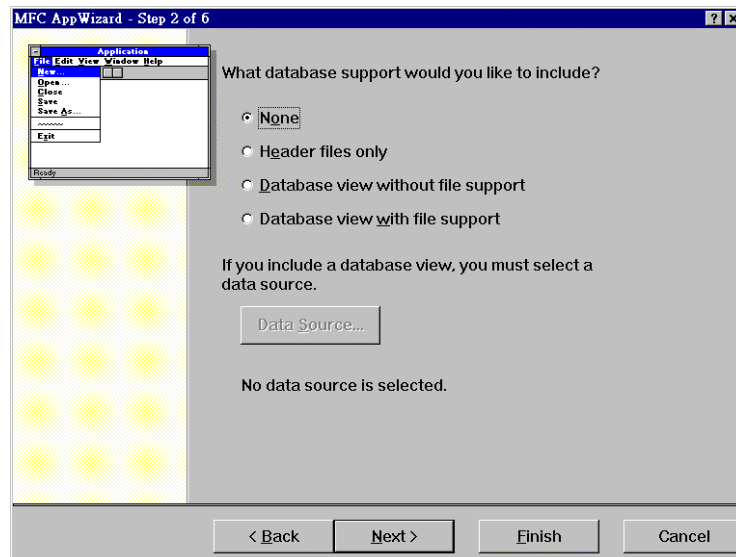 MFC AppWizard - Step 2 of 6
Application
File Edit View Window Help
New...
Open...
Close
Save
Save As...
Exit
Ready
What database support would you like to include?
None
Header files only
Database view without file support
Database view with file support
If you include a database view, you must select a
data source.
Data Source...
No data source is selected.
< Back
Next >
Finish
Cancel